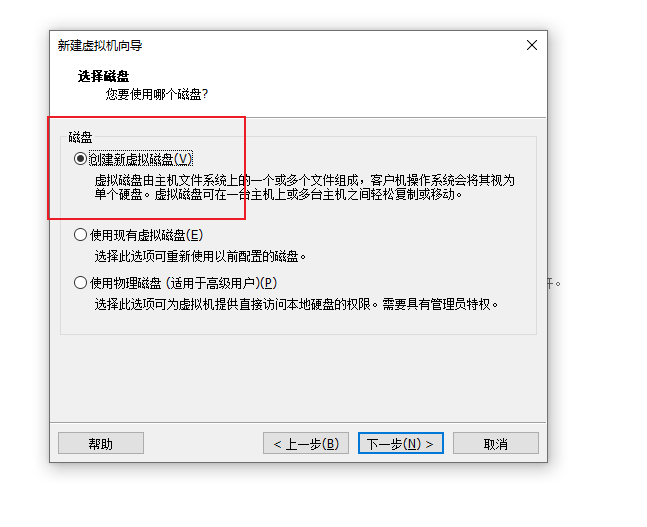 新建虚拟机向导
选择磁盘
您要使用哪个磁盘?
磁盘
创建新虚拟磁盘(V)
虚拟磁盘由主机文件系统上的一个或多个文件组成，客户机操作系统会将其视为
单个硬盘。虚拟磁盘可在一台主机上或多台主机之间轻松复制或移动。
使用现有虚拟磁盘(E)
选择此选项可重新使用以前配置的磁盘。
使用物理磁盘 (适用于高级用户)(P)
选择此选项可为虚拟机提供直接访问本地硬盘的权限。需要具有管理员特权。
帮助
< 上一步(B)
下一步(N) >
取消